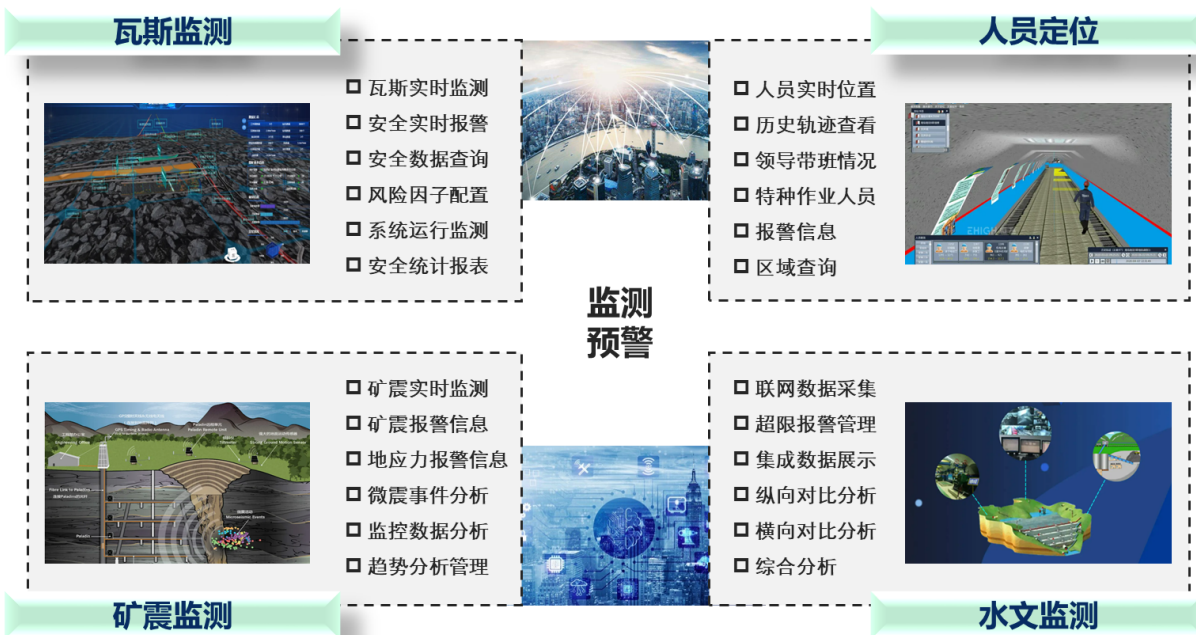 瓦斯监测
瓦斯实时监测
安全实时报警
安全数据查询
风险因子配置
系统运行监测
安全统计报表
人员定位
人员实时位置
历史轨迹查看
领导带班情况
特种作业人员
报警信息
区域查询
监测
预警
矿震实时监测
矿震报警信息
地应力报警信息
微震事件分析
监控数据分析
趋势分析管理
矿震监测
联网数据采集
超限报警管理
集成数据展示
纵向对比分析
横向对比分析
综合分析
水文监测
Paladin
Microseismic Events